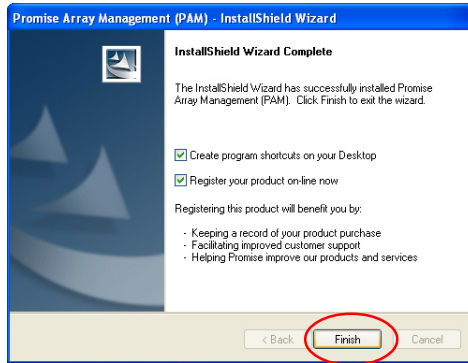 Promise Array Management (PAM) - InstallShield Wizard
InstallShield Wizard Complete
The InstallShield Wizard has successfully installed Promise
Array Management (PAM). Click Finish to exit the wizard.
Create program shortcuts on your Desktop
Register your product on-line now
Registering this product will benefit you by:
- Keeping a record of your product purchase
- Facilitating improved customer support
- Helping Promise improve our products and services
< Back Finish Cancel